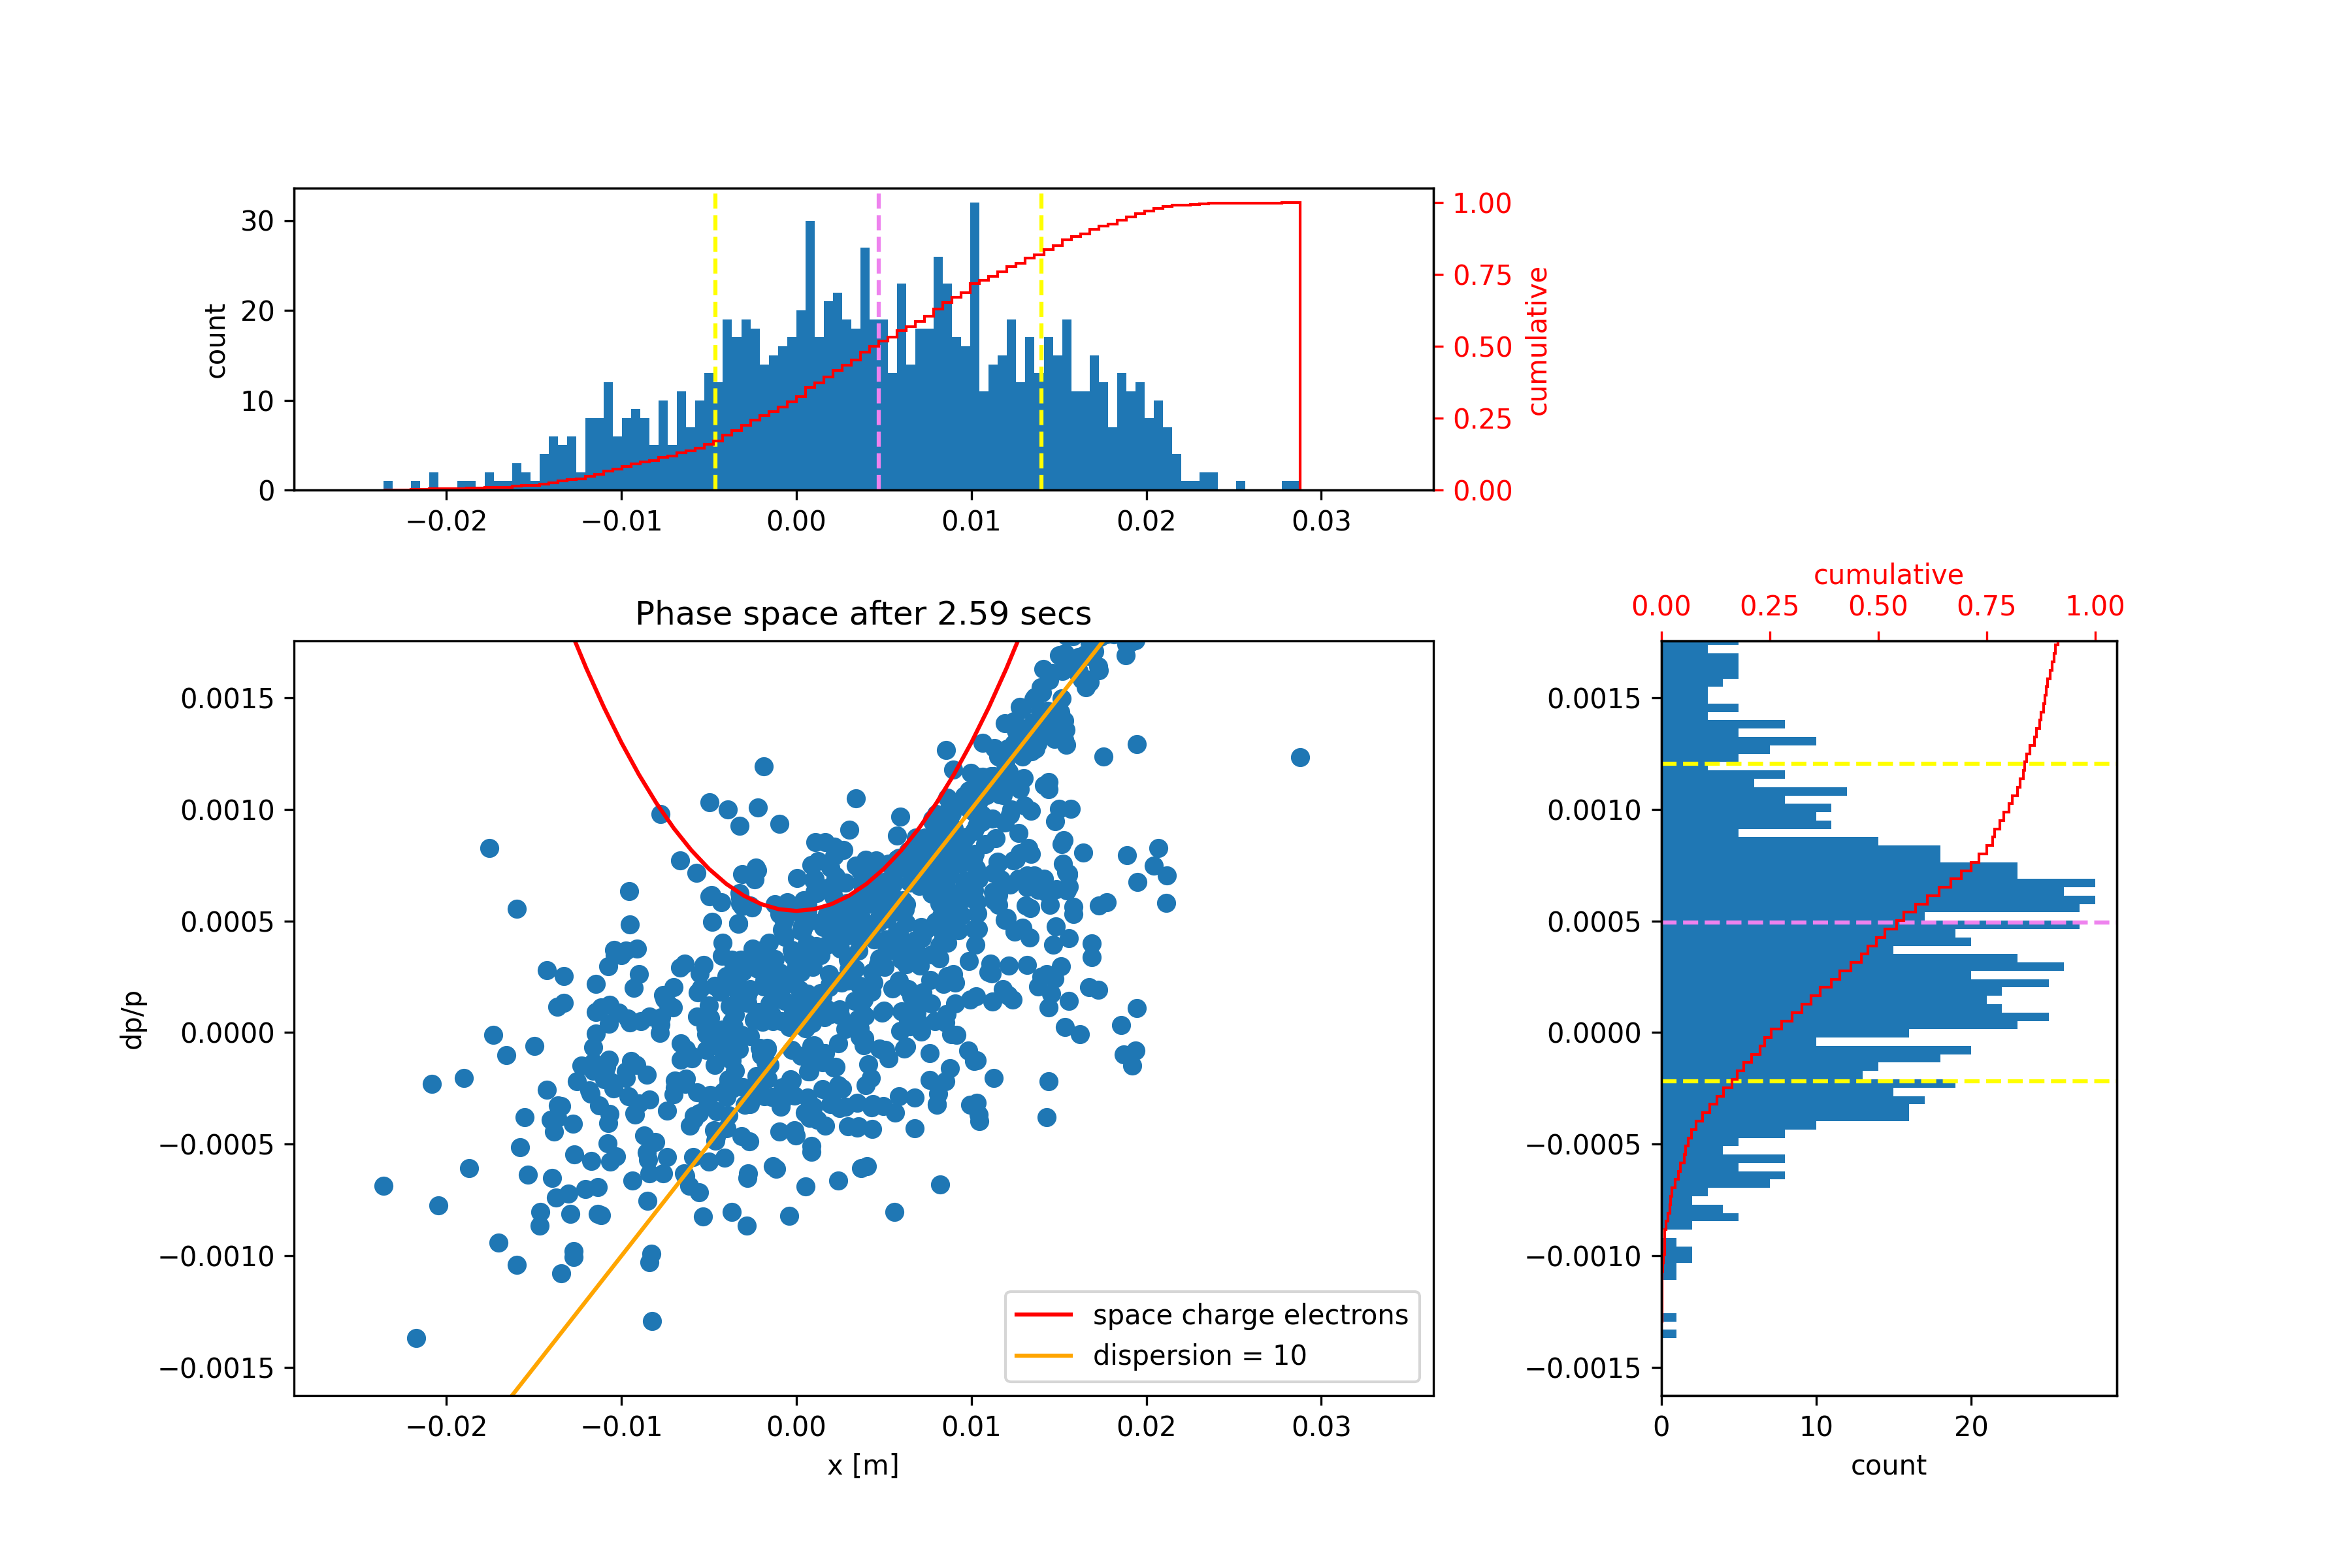 30
20
10
0
count
1.00
0.75
0.50
0.25
0.00
cumulative
−0.02 −0.01 0.00 0.01 0.02 0.03
Phase space after 2.59 secs
0.0015
0.0010
0.0005
0.0000
−0.0005
−0.0010
−0.0015
dp/p
space charge electrons
dispersion = 10
−0.02 −0.01 0.00 0.01 0.02 0.03
x [m]
cumulative
0.00 0.25 0.50 0.75 1.00
0.0015
0.0010
0.0005
0.0000
−0.0005
−0.0010
−0.0015
0 10 20
count